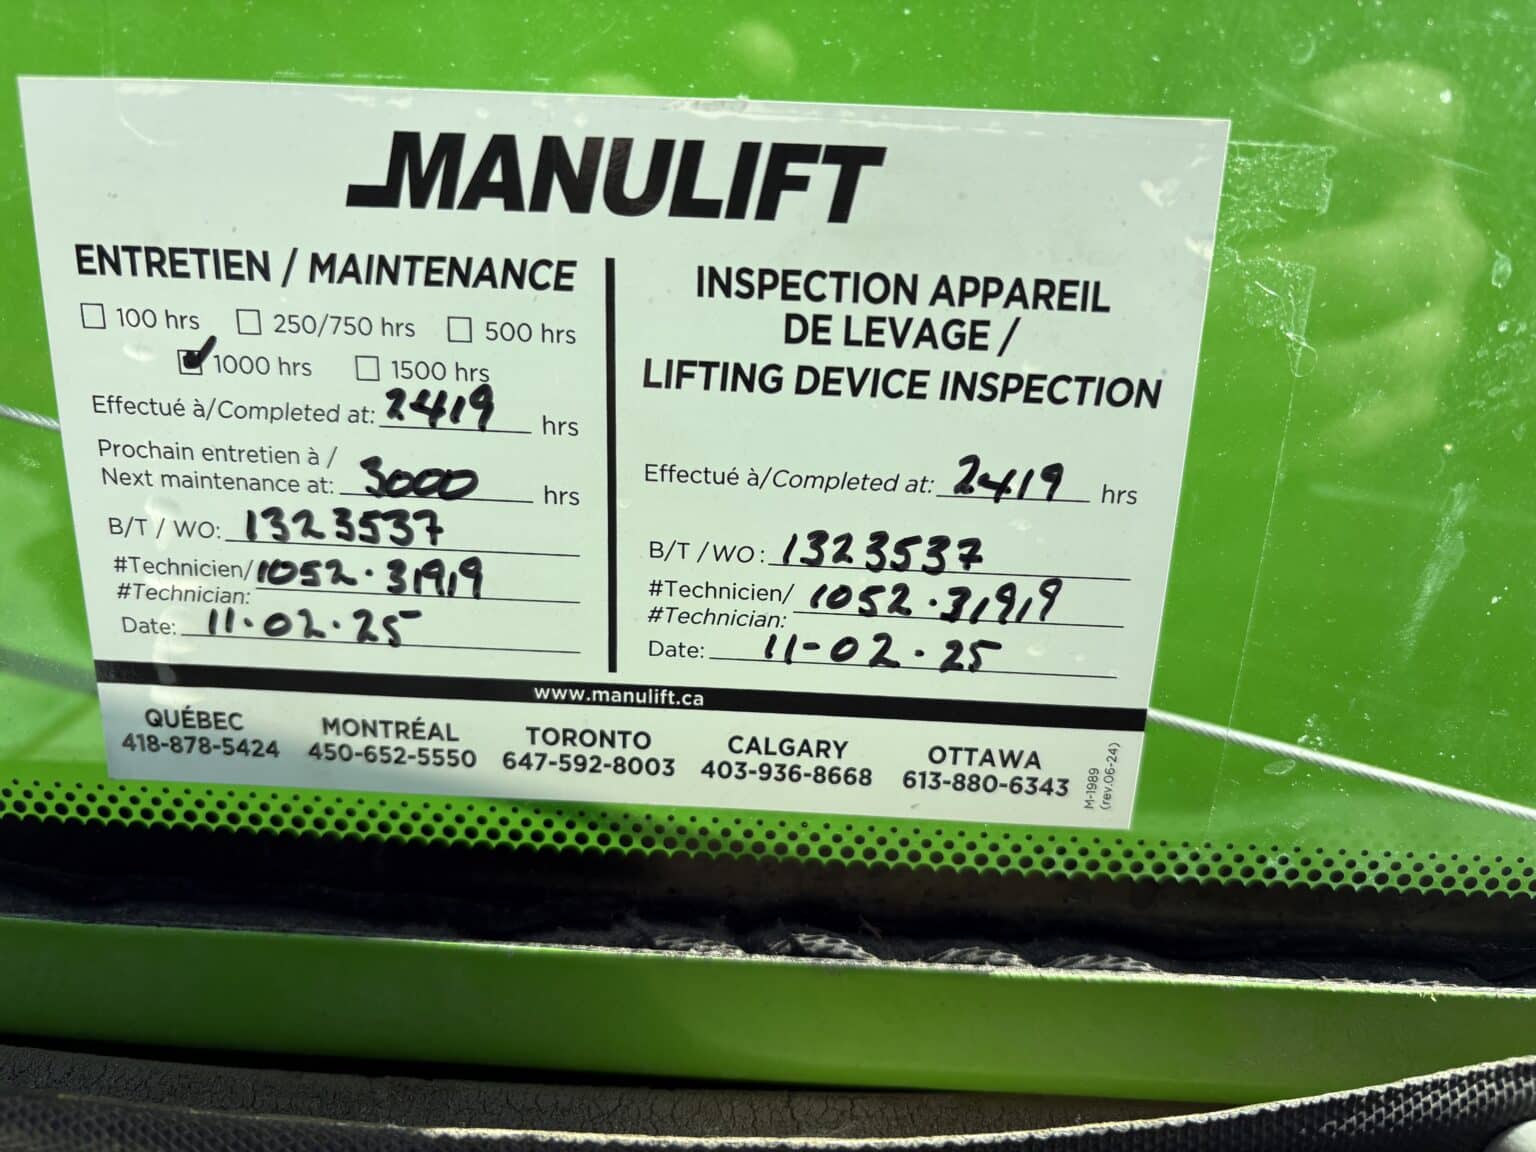 MANULIFT
ENTRETIEN / MAINTENANCE
100 hrs 250/750 hrs 500 hrs
1000 hrs 1500 hrs
Effectué à/Completed at: 2419 hrs
Prochain entretien à /
Next maintenance at: 3000 hrs
B/T / WO: 1323537
#Technicien/ 1052.31919
#Technician:
Date: 11.02.25
INSPECTION APPAREIL
DE LEVAGE /
LIFTING DEVICE INSPECTION
Effectué à/Completed at: 2419 hrs
B/T / WO: 1323537
#Technicien/ 1052.31919
#Technician:
Date: 11-02.25
www.manulift.ca
QUÉBEC
418-878-5424
MONTRÉAL
450-652-5550
TORONTO
647-592-8003
CALGARY
403-936-8668
OTTAWA
613-880-6343
M-1989
(rev.06-24)